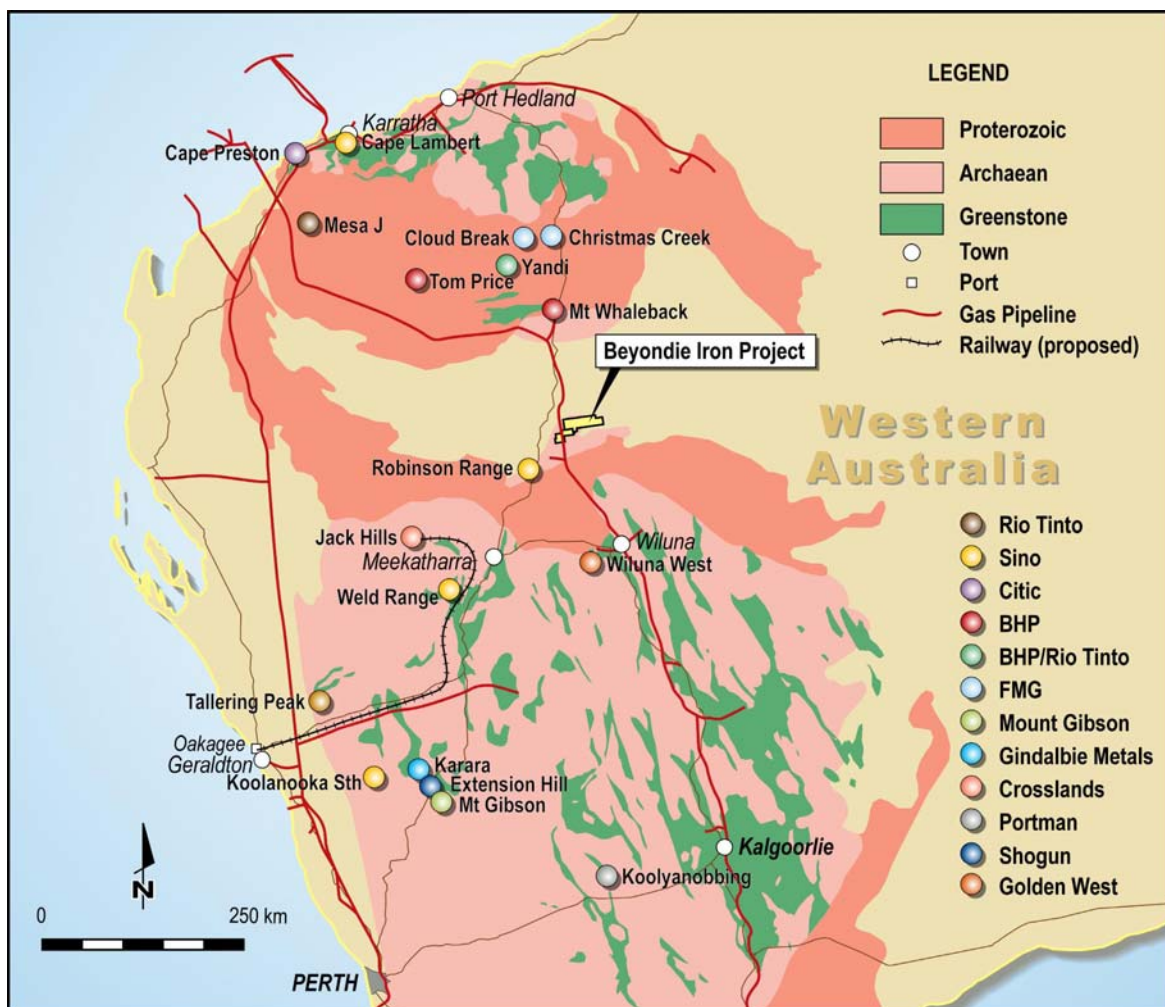 Port Hedland
Karratha
Cape Lambert
Cape Preston
Mesa J
Cloud Break
Christmas Creek
Yandi
Tom Price
Mt Whaleback
Beyondie Iron Project
Robinson Range
Jack Hills
Meekatharra
Wiluna
Wiluna West
Weld Range
Tallering Peak
Oakagee
Geraldton
Koolanooka Sth
Karara
Extension Hill
Mt Gibson
Kalgoorlie
Koolyanobbing
PERTH
N
0 250 km
LEGEND
Proterozoic
Archaean
Greenstone
Town
Port
Gas Pipeline
Railway (proposed)
Western
Australia
Rio Tinto
Sino
Citic
BHP
BHP/Rio Tinto
FMG
Mount Gibson
Gindalbie Metals
Crosslands
Portman
Shogun
Golden West